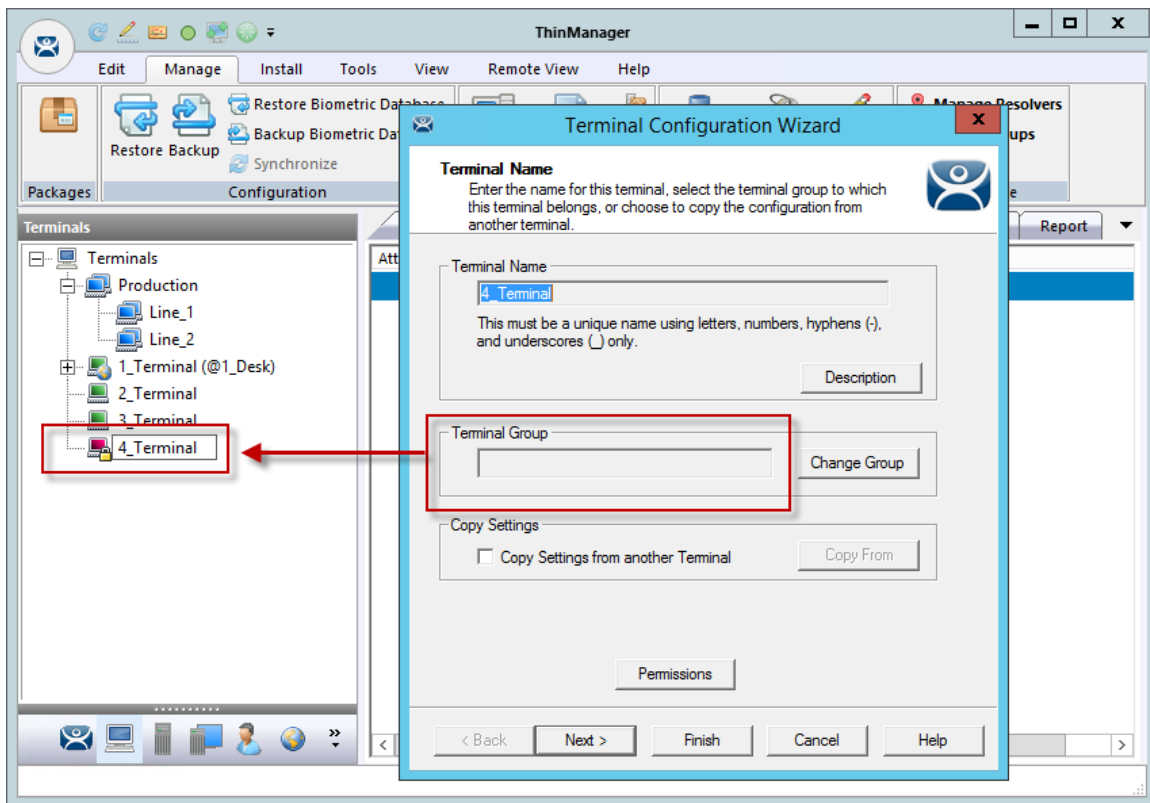 ThinManager
Edit Manage Install Tools View Remote View Help
Restore Biometric Database
Backup Biometric Da
Synchronize
Restore Backup
Packages
Configuration
Manage Resolvers
ups
e
Terminals
Terminals
Production
Line_1
Line_2
1_Terminal (@1_Desk)
2_Terminal
3_Terminal
4_Terminal
Att
Report
Terminal Configuration Wizard
Terminal Name
Enter the name for this terminal, select the terminal group to which
this terminal belongs, or choose to copy the configuration from
another terminal.
Terminal Name
4_Terminal
This must be a unique name using letters, numbers, hyphens (-),
and underscores (_) only.
Description
Terminal Group
Change Group
Copy Settings
Copy Settings from another Terminal
Copy From
Permissions
< Back
Next >
Finish
Cancel
Help